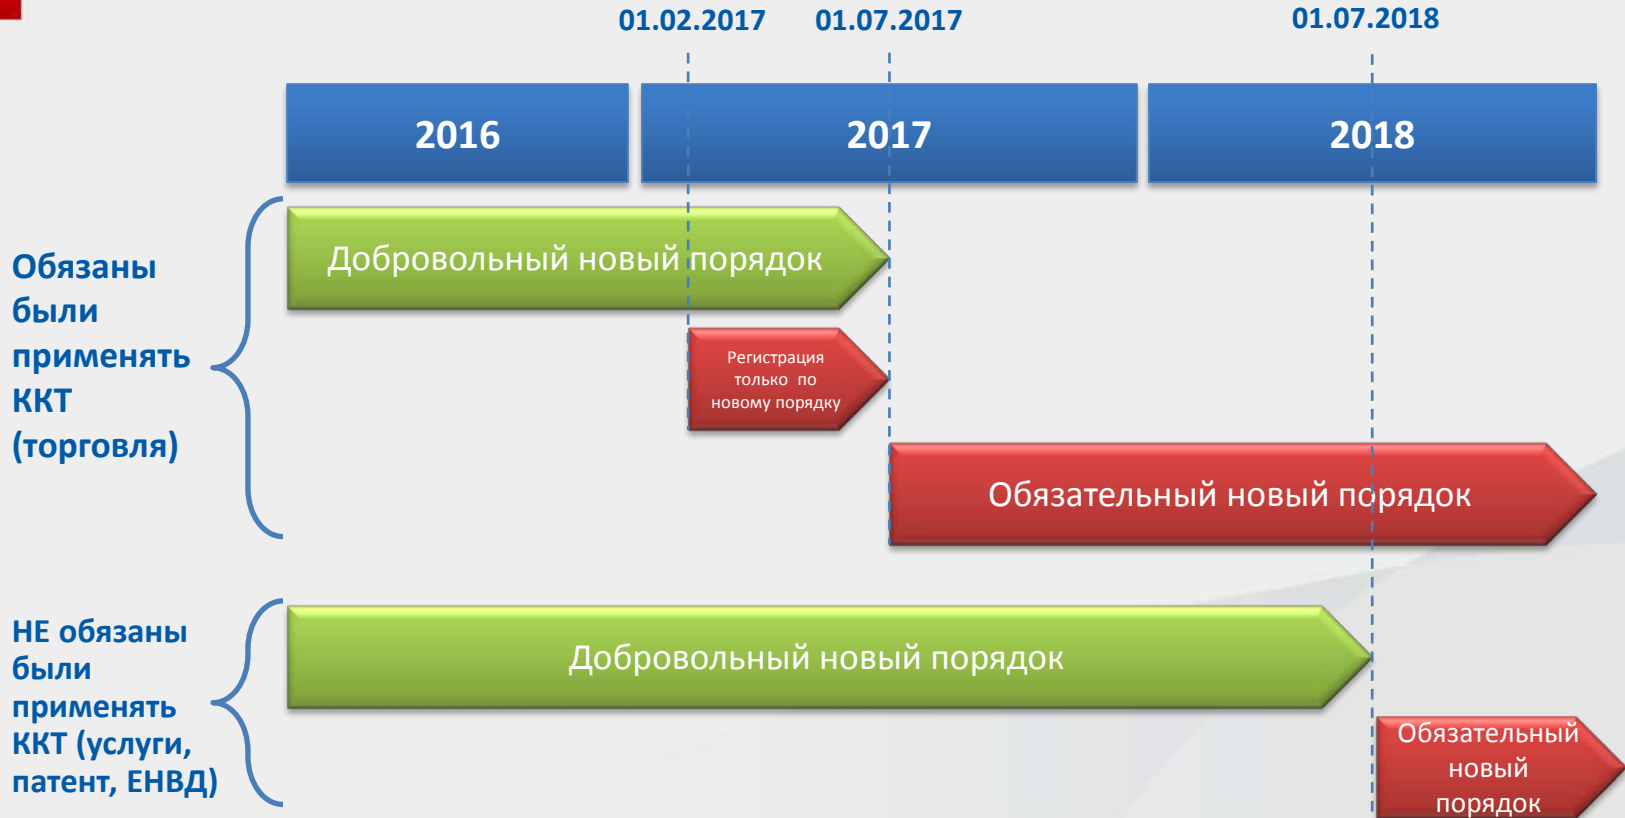 01.02.2017
01.07.2017
01.07.2018
2016
2017
2018
Обязаны
были
применять
ККТ
(торговля)
Добровольный новый порядок
Регистрация
только по
новому порядку
Обязательный новый порядок
НЕ обязаны
были
применять
ККТ (услуги,
патент, ЕНВД)
Добровольный новый порядок
Обязательный
новый
порядок